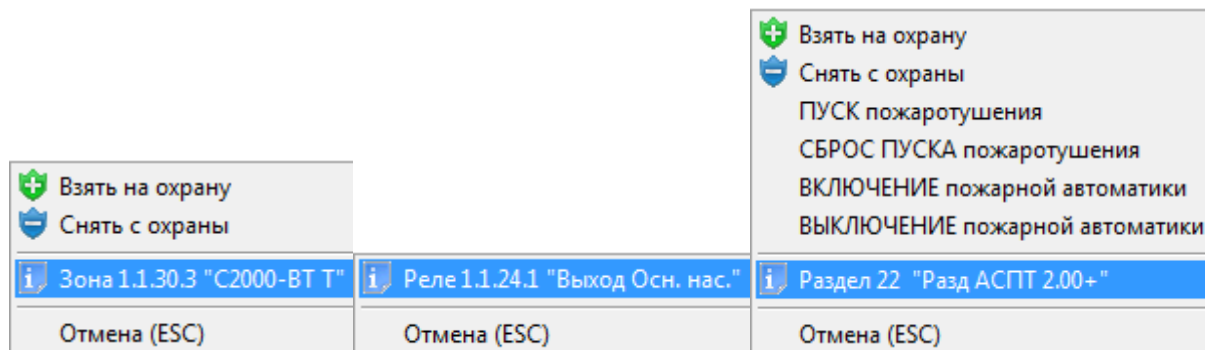 Взять на охрану
Снять с охраны
Зона 1.1.30.3 "С2000-ВТ Т"
Отмена (ESC)
Реле 1.1.24.1 "Выход Осн. нас."
Отмена (ESC)
Взять на охрану
Снять с охраны
ПУСК пожаротушения
СБРОС ПУСКА пожаротушения
ВКЛЮЧЕНИЕ пожарной автоматики
ВЫКЛЮЧЕНИЕ пожарной автоматики
Раздел 22 "Разд АСПТ 2.00+"
Отмена (ESC)